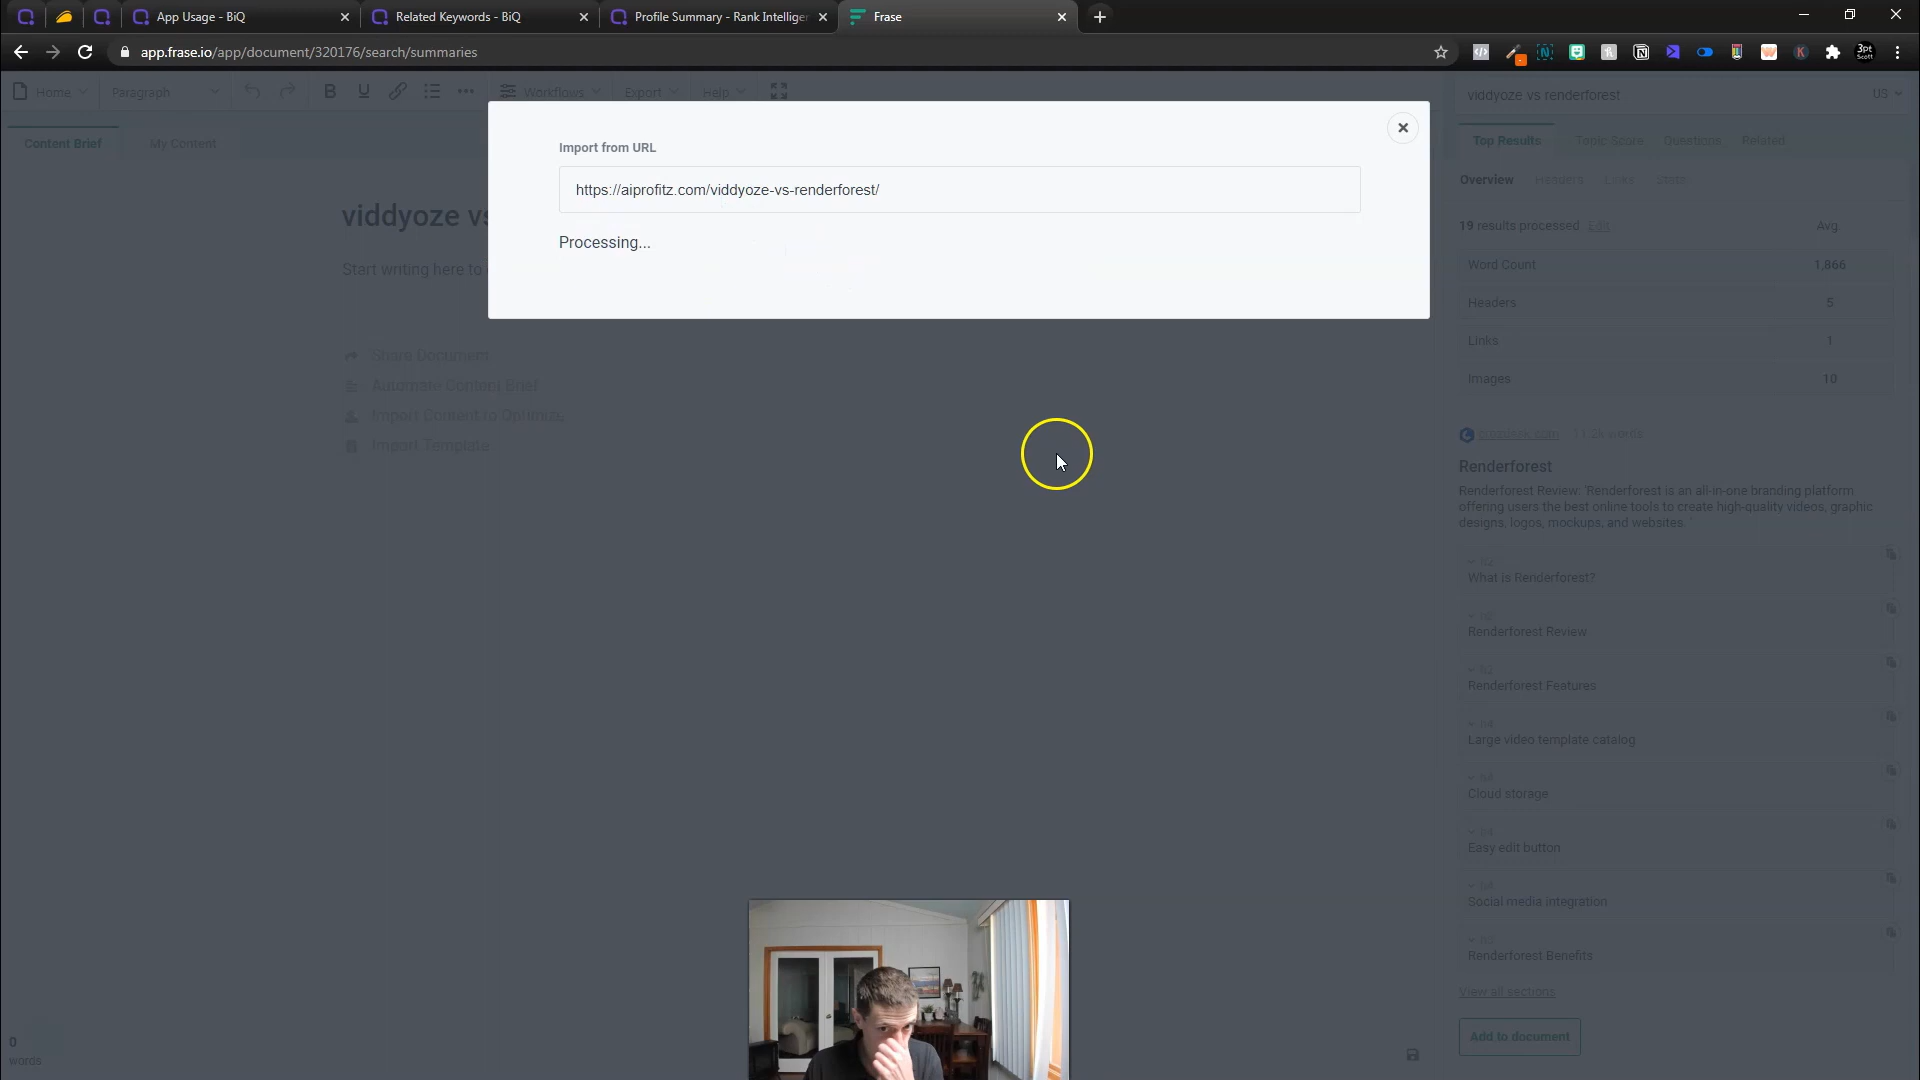 App Usage - BiQ
Related Keywords - BiQ
Profile Summary - Rank Intelliger
Frase
app.frase.io/app/document/320176/search/summaries
3pt
Scott
Home
Paragraph
B
U
Workflows
Export
Help
viddyoze vs renderforest
US
Content Brief
My Content
Import from URL
https://aiprofitz.com/viddyoze-vs-renderforest/
Processing...
Top Results
Topic Score
Questions
Related
Overview
Headers
Links
Stats
viddyoze vs
Start writing here to
19 results processed
Edit
Avg.
Word Count
1,866
Headers
5
Links
1
Images
10
Share Document
Automate Content Brief
Import Content to Optimize
Import Template
words
Renderforest
Renderforest Review: 'Renderforest is an all-in-one branding platform
offering users the best online tools to create high-quality videos, graphic
designs, logos, mockups, and websites. '
What is Renderforest?
Renderforest Review
Renderforest Features
Large video template catalog
Cloud storage
Easy edit button
Social media integration
Renderforest Benefits
View all sections
Add to document
0
words